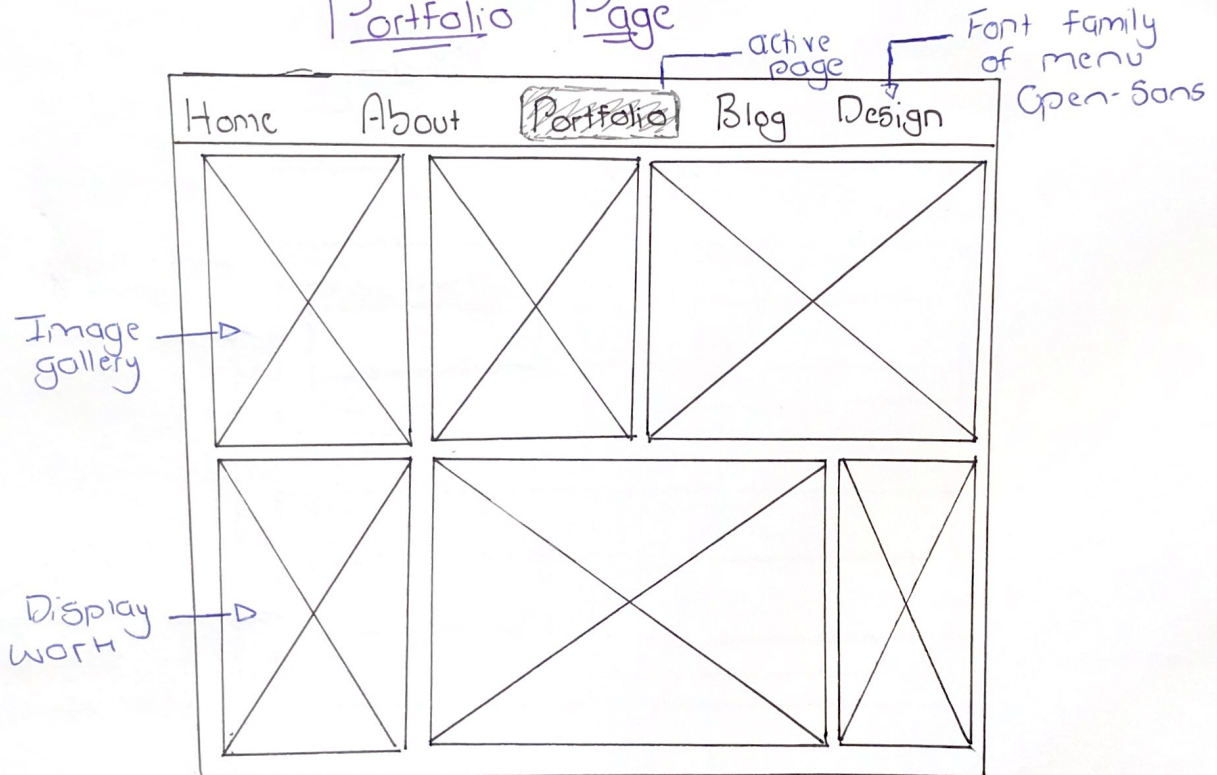 Portfolio Page
active
page
Font family
of menu
Open-Sans
Home About Portfolio Blog Design
Image
gallery
Display
work